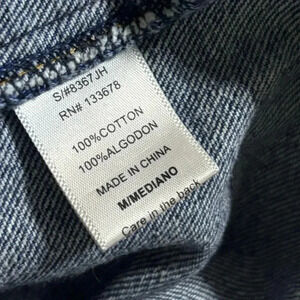 S/#8367JH
RN# 133678
100%COTTON
100%ALGODON
MADE IN CHINA
M/MEDIANO
Care in the back